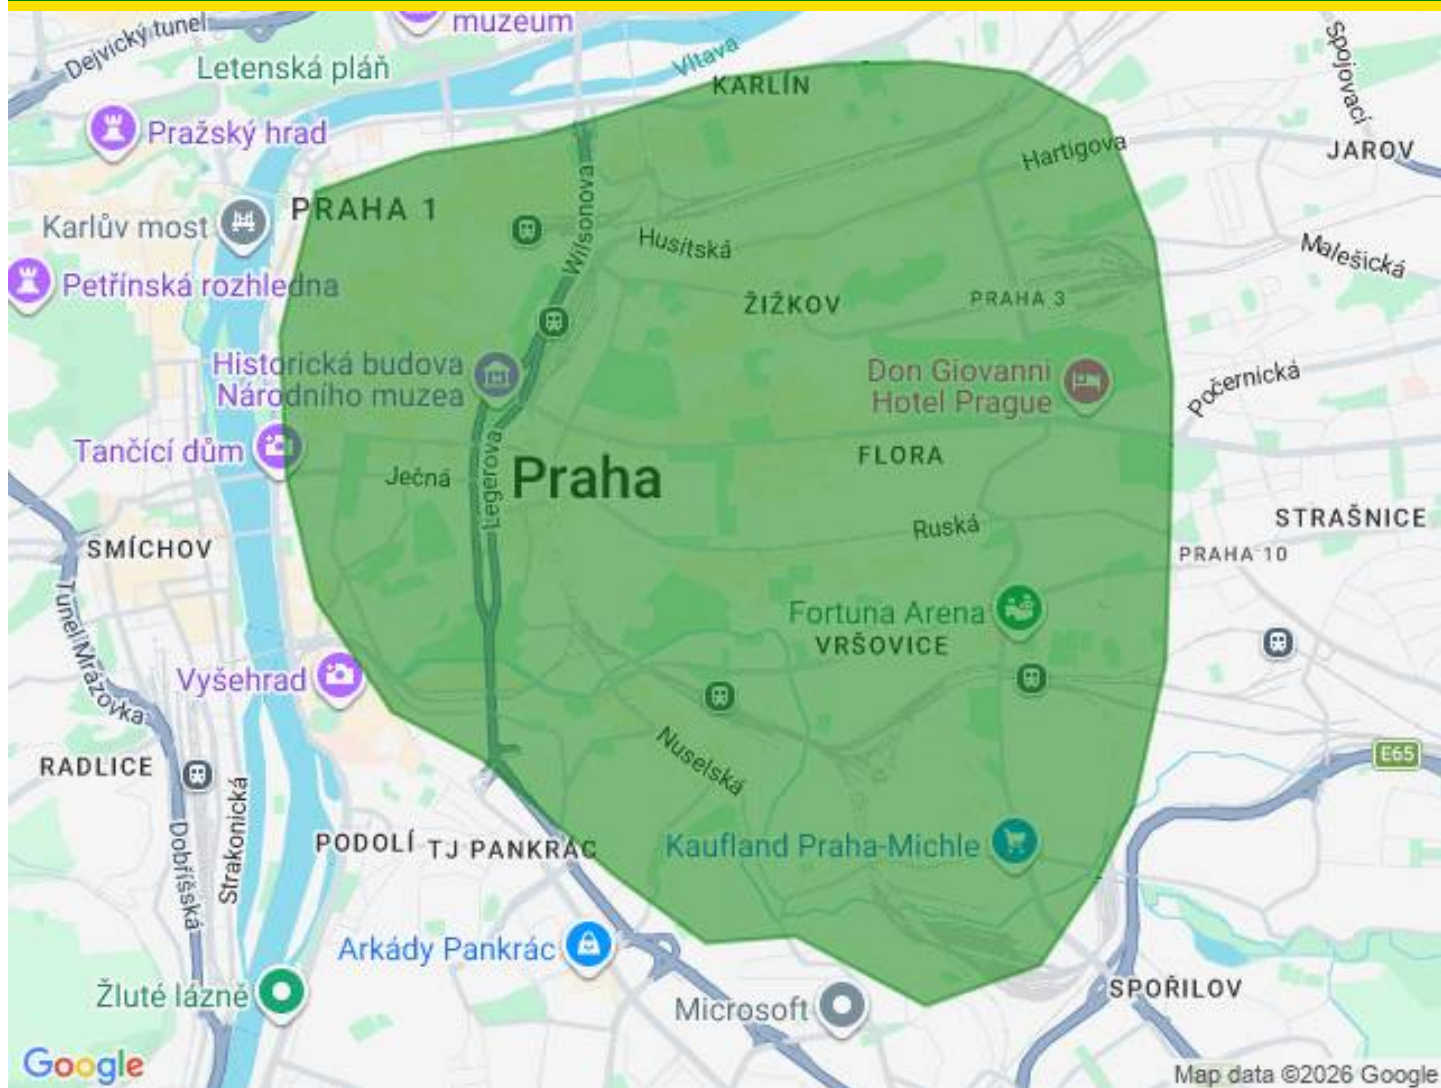 muzeum
Dejvický tunel
Letenská pláň
Vltava
KARLÍN
Spojovací
Pražský hrad
Hartigova
JAROV
PRAHA 1
Karlův most
Wilsonova
Husitská
Malešická
Petřínská rozhledna
ŽIŽKOV
PRAHA 3
Historická budova
Národního muzea
Don Giovanni
Hotel Prague
Počernická
Tančící dům
Ječná
Legerova
Praha
FLORA
Ruská
STRAŠNICE
SMÍCHOV
PRAHA 10
Tunel Mrázovka
Fortuna Arena
VRŠOVICE
Vyšehrad
Nuselská
RADLICE
E65
Strakonická
Dobříšská
PODOLÍ
TJ PANKRÁC
Kaufland Praha-Michle
Arkády Pankrác
Žluté lázně
Microsoft
SPOŘILOV
Google
Map data ©2026 Google